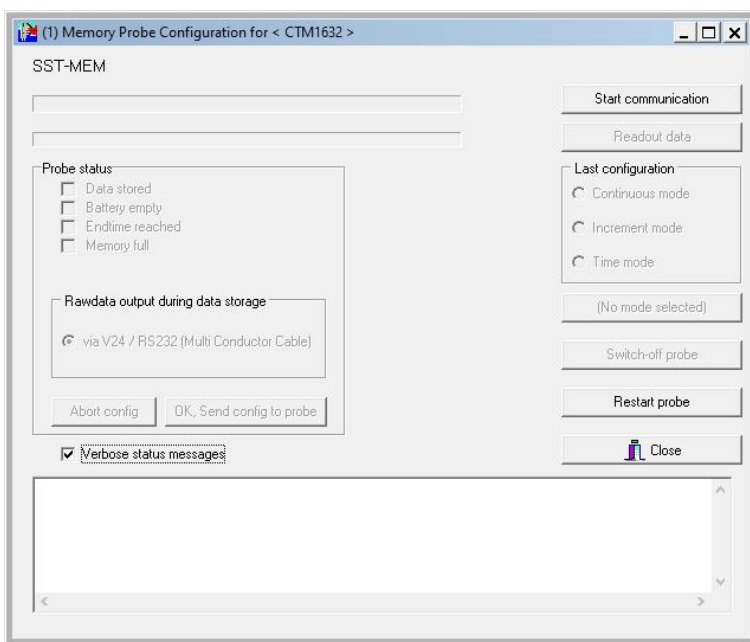 (1) Memory Probe Configuration for < CTM1632 >
SST-MEM
Start communication
Readout data
Probe status
Data stored
Battery empty
Endtime reached
Memory full
Rawdata output during data storage
via V24 / RS232 (Multi Conductor Cable)
Abort config
OK, Send config to probe
Last configuration
Continuous mode
Increment mode
Time mode
(No mode selected)
Switch-off probe
Restart probe
Verbose status messages
Close